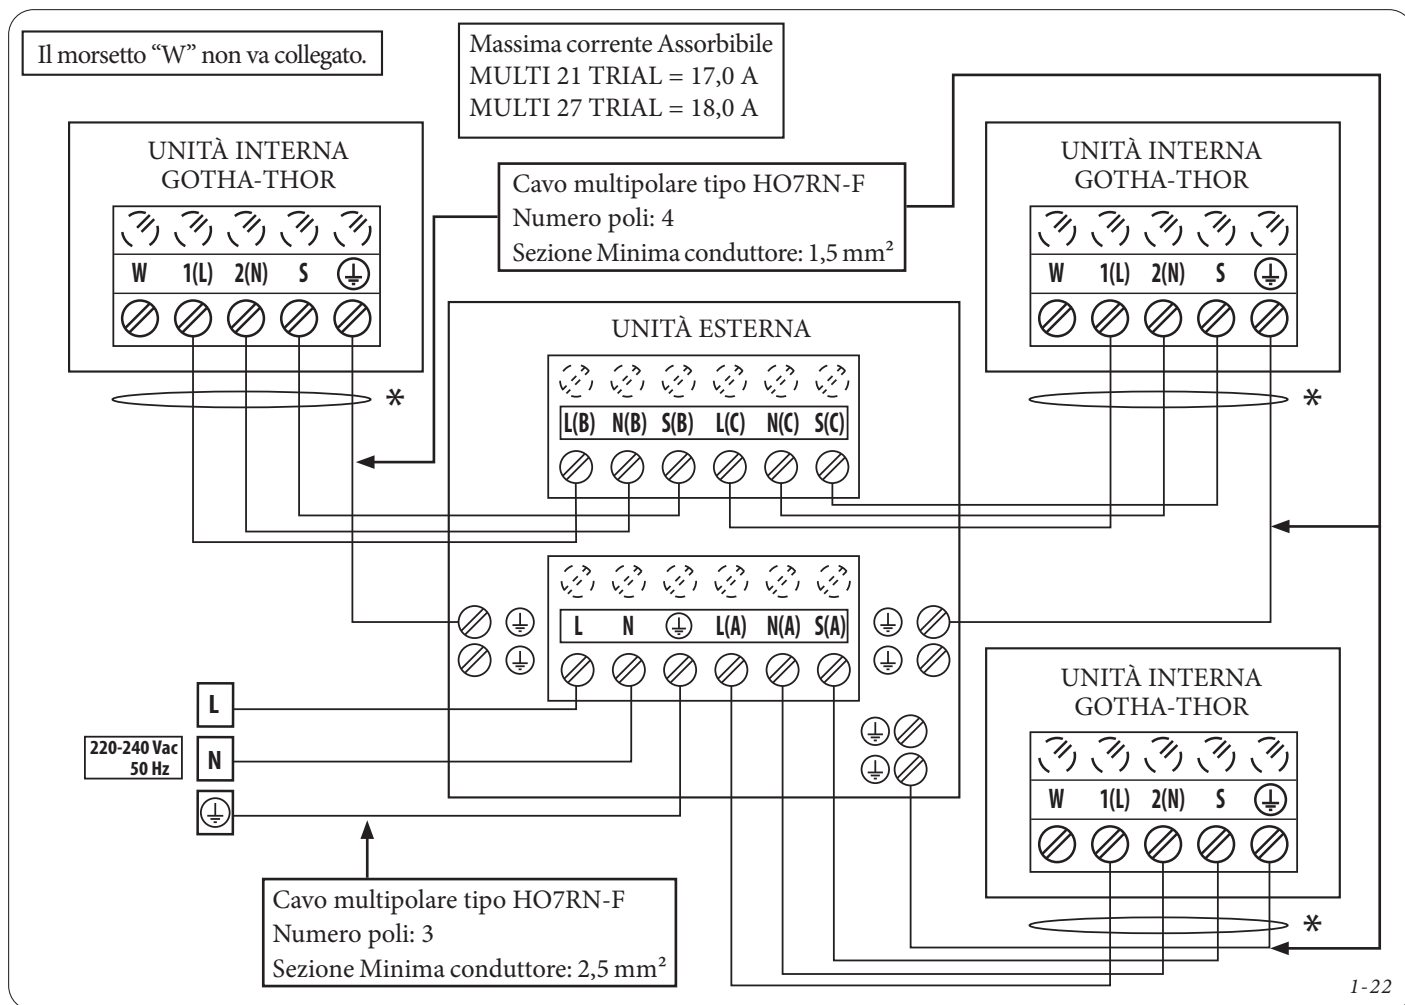 Il morsetto “W” non va collegato.
Massima corrente Assorbibile
MULTI 21 TRIAL = 17,0 A
MULTI 27 TRIAL = 18,0 A
UNITÀ INTERNA
GOTHA-THOR
W 1(L) 2(N) S
*
Cavo multipolare tipo HO7RN-F
Numero poli: 4
Sezione Minima conduttore: 1,5 mm²
UNITÀ INTERNA
GOTHA-THOR
W 1(L) 2(N) S
*
UNITÀ ESTERNA
L(B) N(B) S(B) L(C) N(C) S(C)
L N L(A) N(A) S(A)
L
220-240 Vac
50 Hz
N
UNITÀ INTERNA
GOTHA-THOR
W 1(L) 2(N) S
*
Cavo multipolare tipo HO7RN-F
Numero poli: 3
Sezione Minima conduttore: 2,5 mm²
1-22